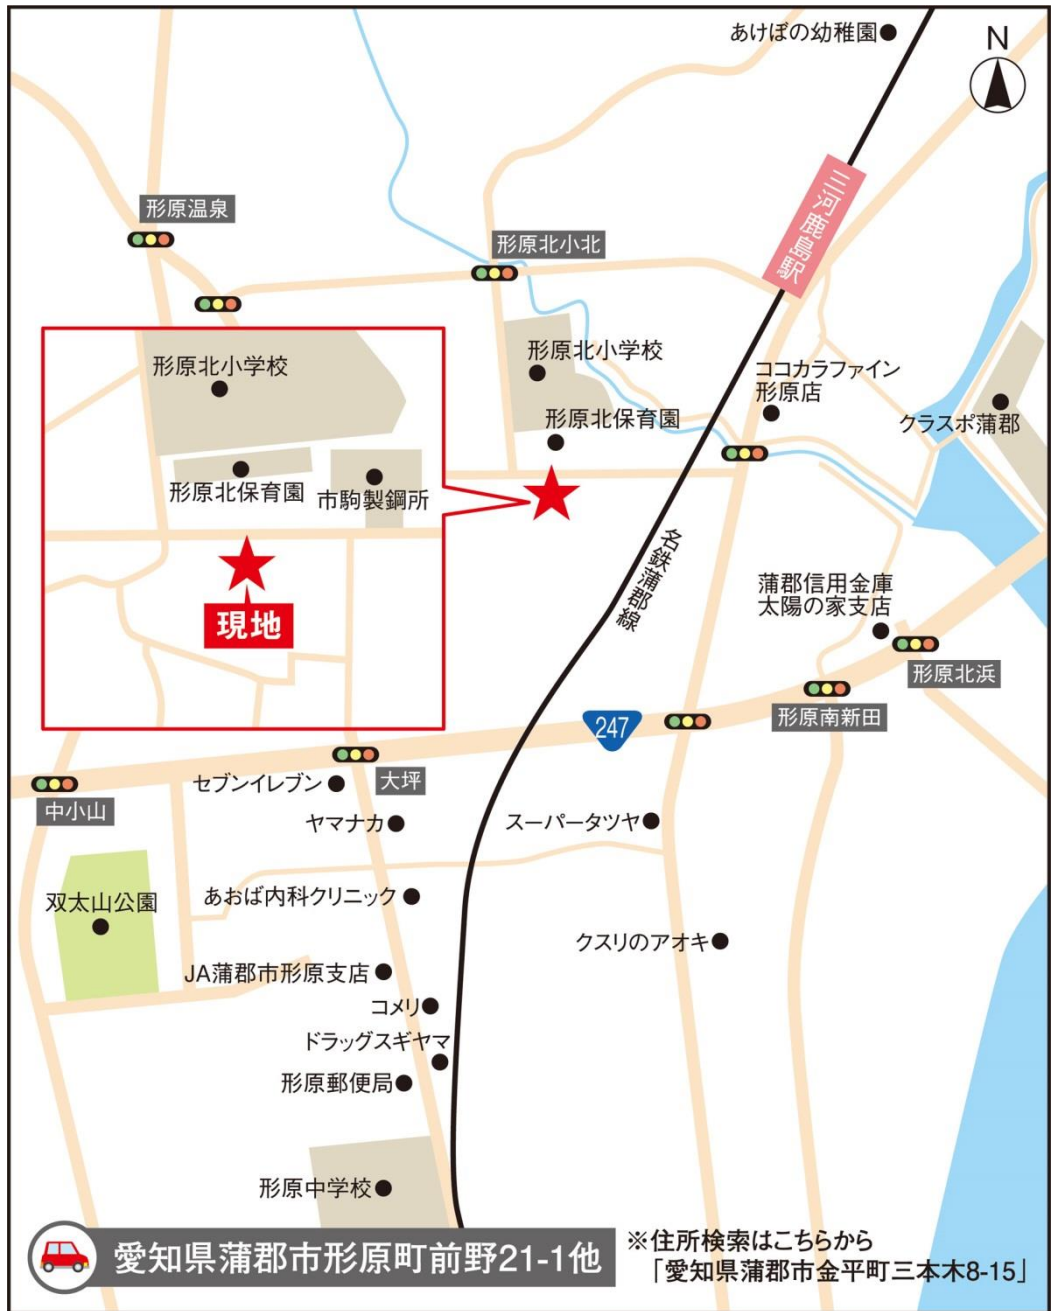 あけぼの幼稚園
N
三河鹿島駅
形原温泉
形原北小北
形原北小学校
形原北小学校
ココカラファイン
形原店
クラスポ蒲郡
形原北保育園
形原北保育園
市駒製鋼所
現地
名鉄蒲郡線
蒲郡信用金庫
太陽の家支店
形原北浜
形原南新田
247
大坪
セブンイレブン
中小山
ヤマナカ
スーパータツヤ
双太山公園
あおば内科クリニック
クスリのアオキ
JA蒲郡市形原支店
コメリ
ドラッグスギヤマ
形原郵便局
形原中学校
愛知県蒲郡市形原町前野21-1他
※住所検索はこちらから
「愛知県蒲郡市金平町三本木8-15」